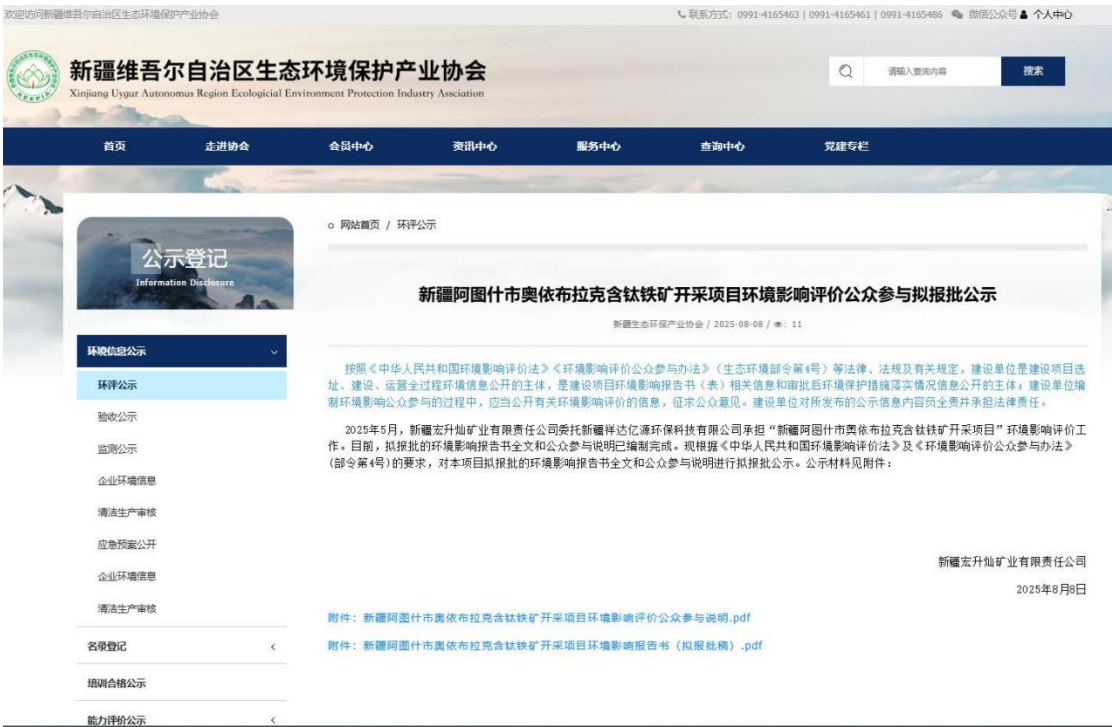 欢迎访问新疆维吾尔自治区生态环境保护产业协会
联系方式: 0991-4165463 | 0991-4165461 | 0991-4165486 微信公众号 个人中心
新疆维吾尔自治区生态环境保护产业协会
Xinjiang Uygur Autonomus Region Ecologicial Environment Protection Industry Assciation
请输入查询内容
搜索
首页 走进协会 会员中心 资讯中心 服务中心 查询中心 党建专栏
公示登记
Information Disclosure
环境信息公示
环评公示
验收公示
监测公示
企业环境信息
清洁生产审核
应急预案公开
企业环境信息
清洁生产审核
名录登记
培训合格公示
能力评价公示
网站首页 / 环评公示
新疆阿图什市奥依布拉克含钛铁矿开采项目环境影响评价公众参与拟报批公示
新疆生态环保产业协会 / 2025-08-08 / : 11
按照《中华人民共和国环境影响评价法》《环境影响评价公众参与办法》（生态环境部令第4号）等法律、法规及有关规定，建设单位是建设项目选
址、建设、运营全过程环境信息公开的主体，是建设项目环境影响报告书（表）相关信息和审批后环境保护措施落实情况信息公开的主体；建设单位编
制环境影响公众参与的过程中，应当公开有关环境影响评价的信息，征求公众意见。建设单位对所发布的公示信息内容负全责并承担法律责任。
2025年5月，新疆宏升灿矿业有限责任公司委托新疆祥达亿源环保科技有限公司承担“新疆阿图什市奥依布拉克含钛铁矿开采项目”环境影响评价工
作。目前，拟报批的环境影响报告书全文和公众参与说明已编制完成。现根据《中华人民共和国环境影响评价法》及《环境影响评价公众参与办法》
(部令第4号)的要求，对本项目拟报批的环境影响报告书全文和公众参与说明进行拟报批公示。公示材料见附件：
新疆宏升灿矿业有限责任公司
2025年8月8日
附件：新疆阿图什市奥依布拉克含钛铁矿开采项目环境影响评价公众参与说明.pdf
附件：新疆阿图什市奥依布拉克含钛铁矿开采项目环境影响报告书（拟报批稿）.pdf